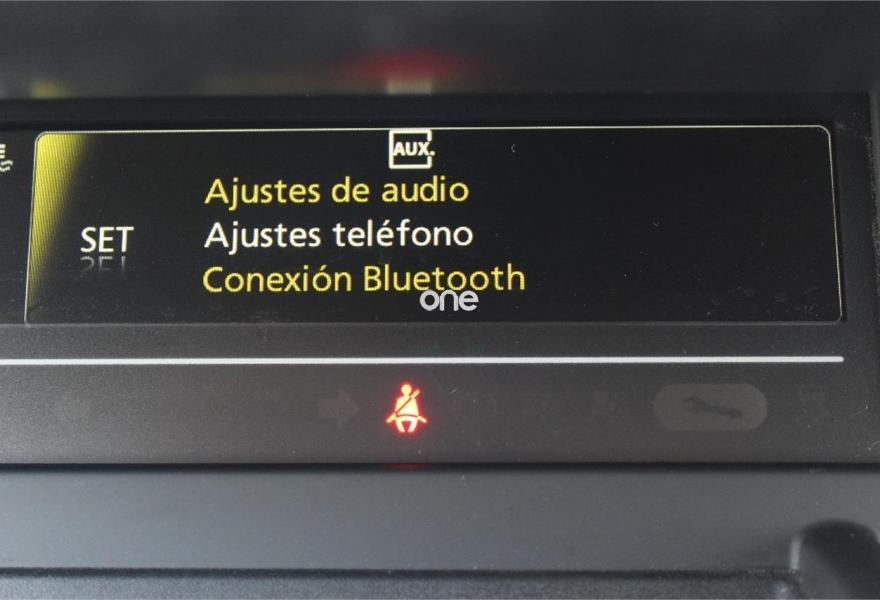 AUX.
Ajustes de audio
SET
Ajustes teléfono
Conexión Bluetooth
one